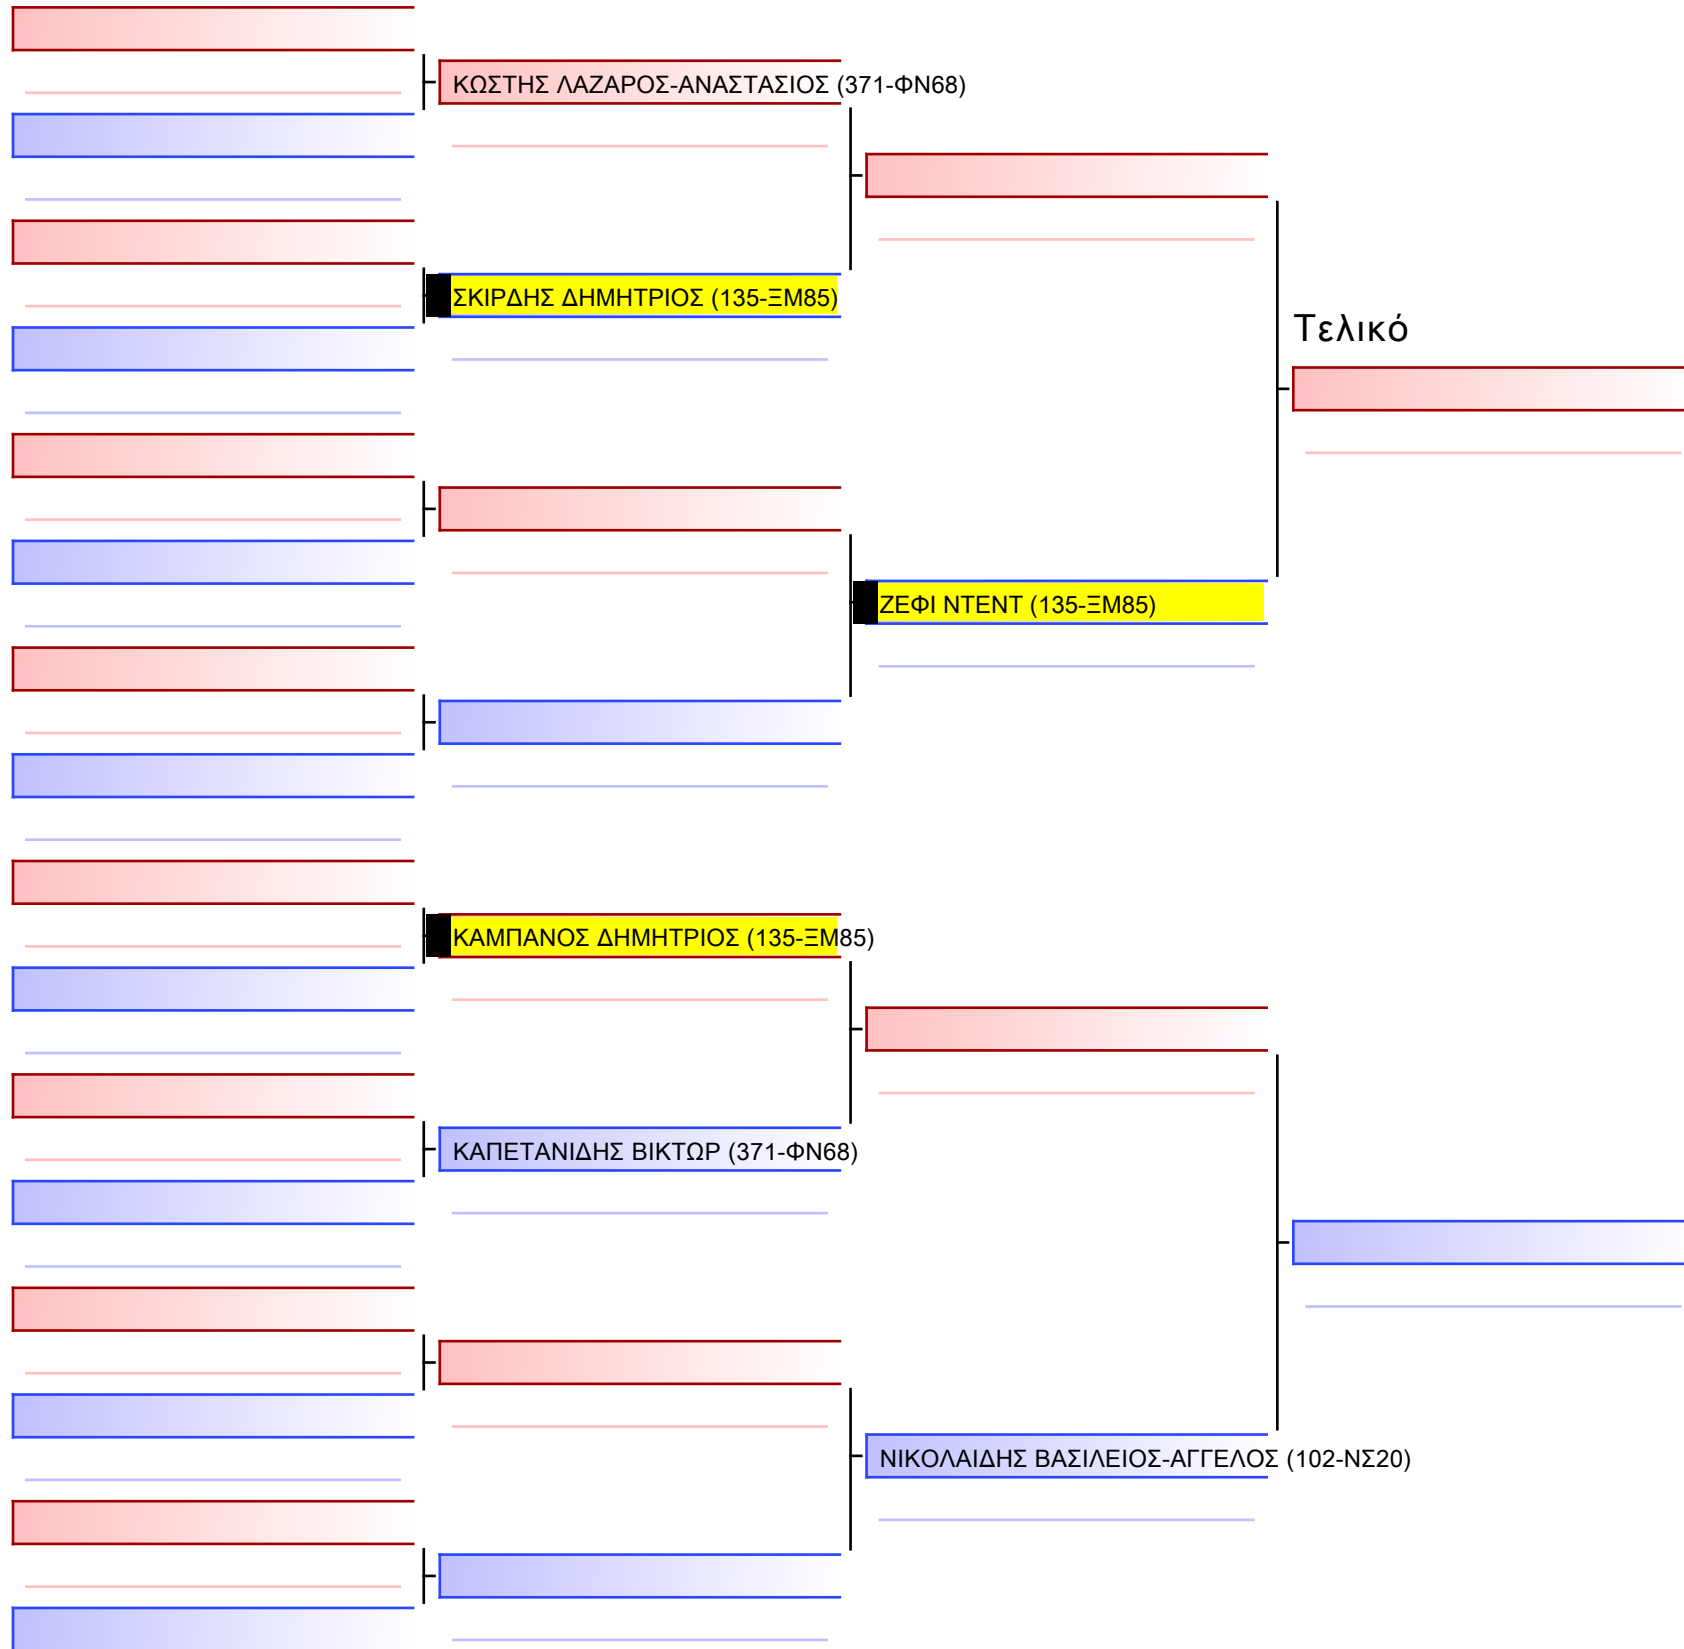 ΚΩΣΤΗΣ ΛΑΖΑΡΟΣ-ΑΝΑΣΤΑΣΙΟΣ (371-ΦΝ68)
ΣΚΙΡΔΗΣ ΔΗΜΗΤΡΙΟΣ (135-ΞΜ85)
Τελικό
ΖΕΦΙ ΝΤΕΝΤ (135-ΞΜ85)
ΚΑΜΠΑΝΟΣ ΔΗΜΗΤΡΙΟΣ (135-ΞΜ85)
ΚΑΠΕΤΑΝΙΔΗΣ ΒΙΚΤΩΡ (371-ΦΝ68)
ΝΙΚΟΛΑΙΔΗΣ ΒΑΣΙΛΕΙΟΣ-ΑΓΓΕΛΟΣ (102-ΝΣ20)